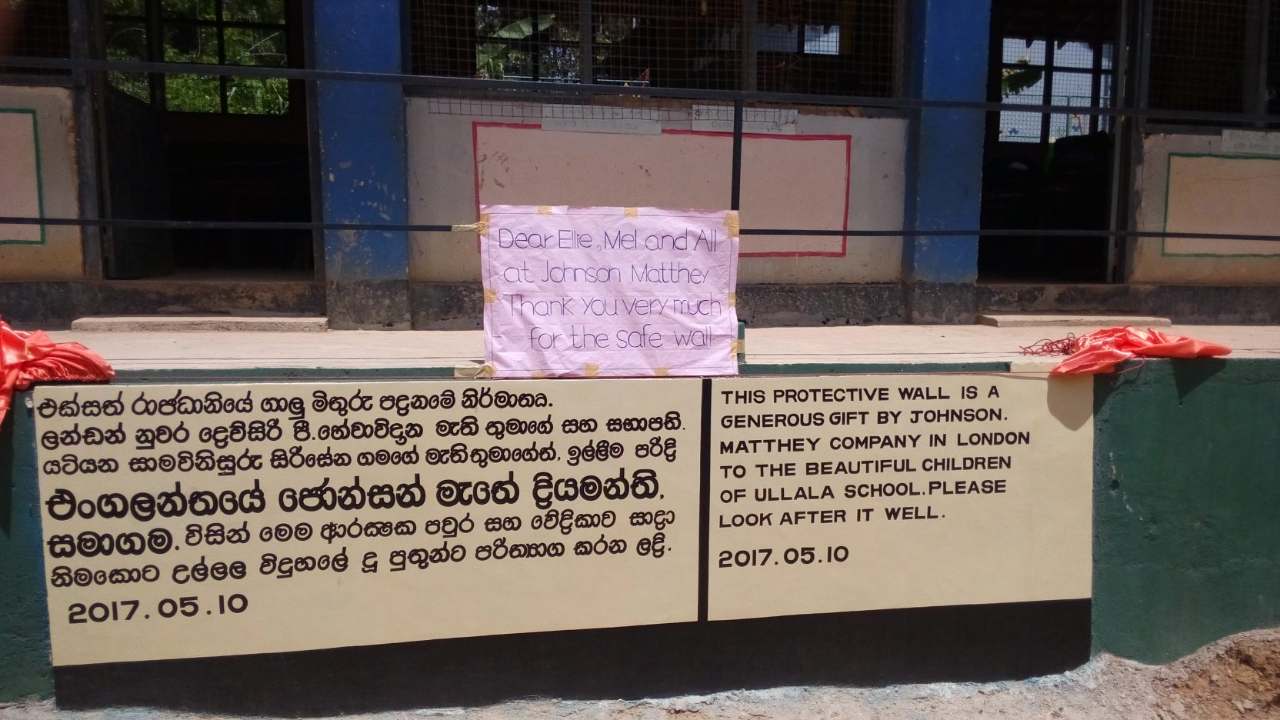 Dear Ellie, Mel and All
at Johnson Matthey
Thank you very much
for the safe wall
එක්සත් රාජධානියේ ගාලු මිතුරු පදනමේ නිර්මාතෘ.
ලන්ඩන් නුවර දෙව්සිරි පී.හේවාවිදාන මැති තුමාගේ සහ සභාපති.
යටියන සාමවිනිසුරු සිරිසේන ගමගේ මැතිතුමාගේත්, ඉල්ලීම පරිදි
එංගලන්තයේ ජොන්සන් මැතේ ද්‍රියමන්ති,
සමාගම. විසින් මෙම ආරක්ෂක පවුර සහ වේදිකාව සාදා
නිමකොට උල්ලල විදුහලේ දූ පුතුන්ට පරිත්‍යාග කරන ලදි.
2017.05.10
THIS PROTECTIVE WALL IS A
GENEROUS GIFT BY JOHNSON.
MATTHEY COMPANY IN LONDON
TO THE BEAUTIFUL CHILDREN
OF ULLALA SCHOOL.PLEASE
LOOK AFTER IT WELL.
2017.05.10